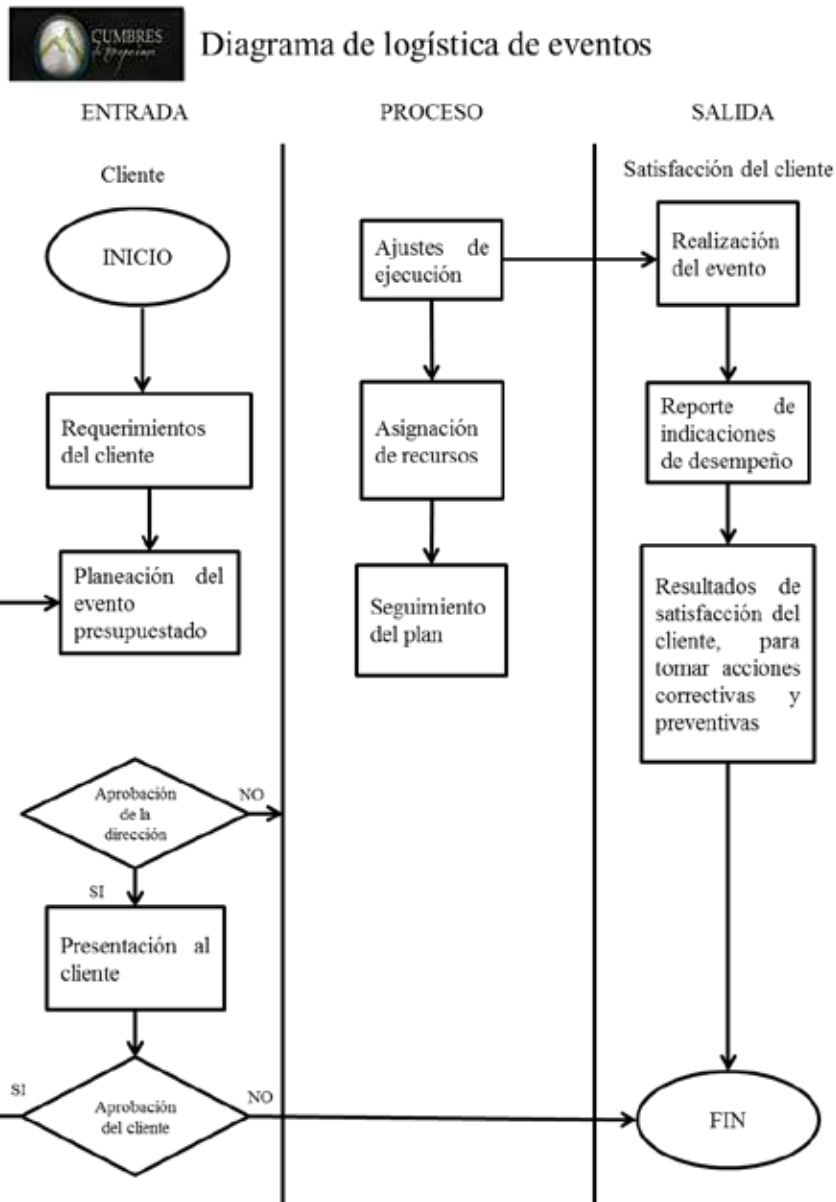 CUMBRES
Diagrama de logística de eventos
ENTRADA
PROCESO
SALIDA
Cliente
Satisfacción del cliente
INICIO
Requerimientos
del cliente
Planeación del
evento
presupuestado
Aprobación
de la
dirección
NO
SI
Presentación al
cliente
Aprobación
del cliente
SI
NO
Ajustes de
ejecución
Asignación
de recursos
Seguimiento
del plan
Realización
del evento
Reporte de
indicaciones
de desempeño
Resultados de
satisfacción del
cliente, para
tomar acciones
correctivas y
preventivas
FIN